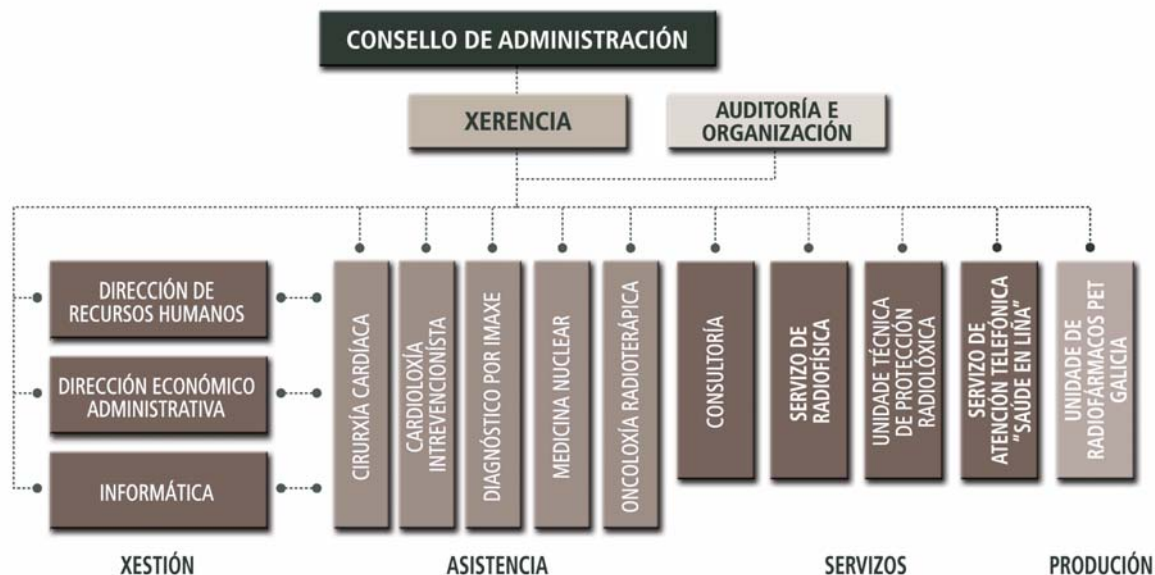 CONSELLO DE ADMINISTRACIÓN
XERENCIA
AUDITORÍA E
ORGANIZACIÓN
DIRECCIÓN DE
RECURSOS HUMANOS
DIRECCIÓN ECONÓMICO
ADMINISTRATIVA
INFORMÁTICA
CIRURXÍA CARDÍACA
CARDIOLOXÍA
INTREVENCIONÍSTA
DIAGNÓSTICO POR IMAXE
MEDICINA NUCLEAR
ONCOLOXÍA RADIOTERÁPICA
CONSULTORÍA
SERVIZO DE
RADIOFÍSICA
UNIDADE TÉCNICA
DE PROTECCIÓN
RADIOLÓXICA
SERVIZO DE
ATENCIÓN TELEFÓNICA
"SAÚDE EN LIÑA"
UNIDADE DE
RADIOFÁRMACOS PET
GALICIA
XESTIÓN
ASISTENCIA
SERVIZOS
PRODUCIÓN